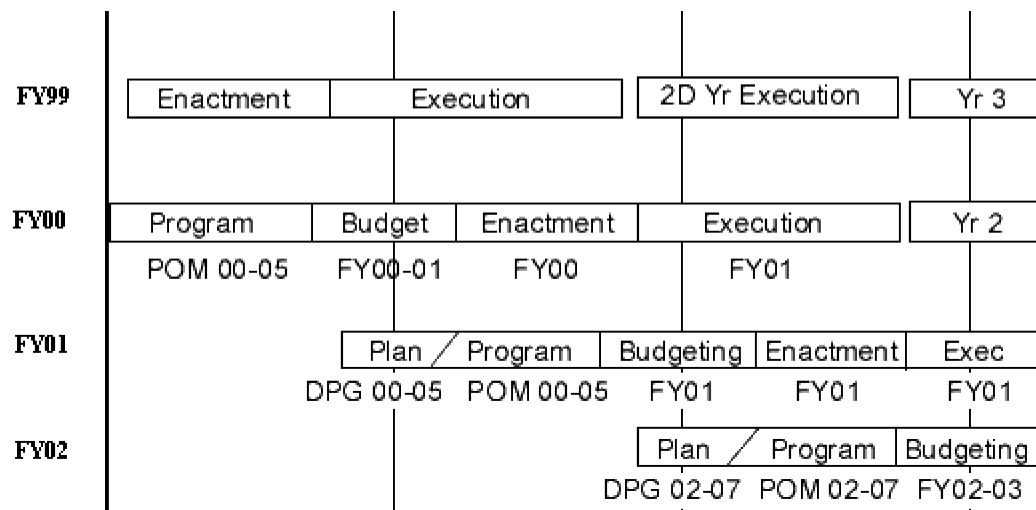 FY99 Enactment Execution 2D Yr Execution Yr 3
FY00 Program Budget Enactment Execution Yr 2
POM 00-05 FY00-01 FY00 FY01
FY01 Plan / Program Budgeting Enactment Exec
DPG 00-05 POM 00-05 FY01 FY01 FY01
FY02 Plan / Program Budgeting
DPG 02-07 POM 02-07 FY02-03